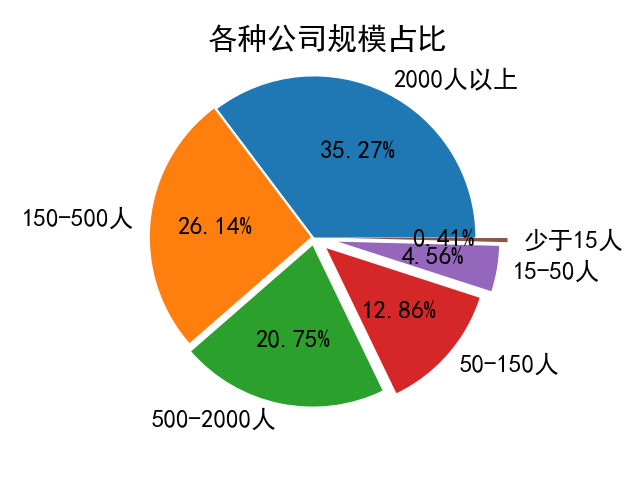 各种公司规模占比
2000人以上
35.27%
150-500人
26.14%
0.41%
少于15人
4.56%
15-50人
12.86%
20.75%
50-150人
500-2000人